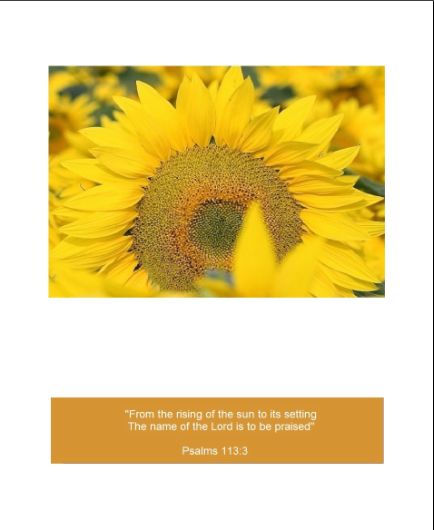 "From the rising of the sun to its setting
The name of the Lord is to be praised"
Psalms 113:3